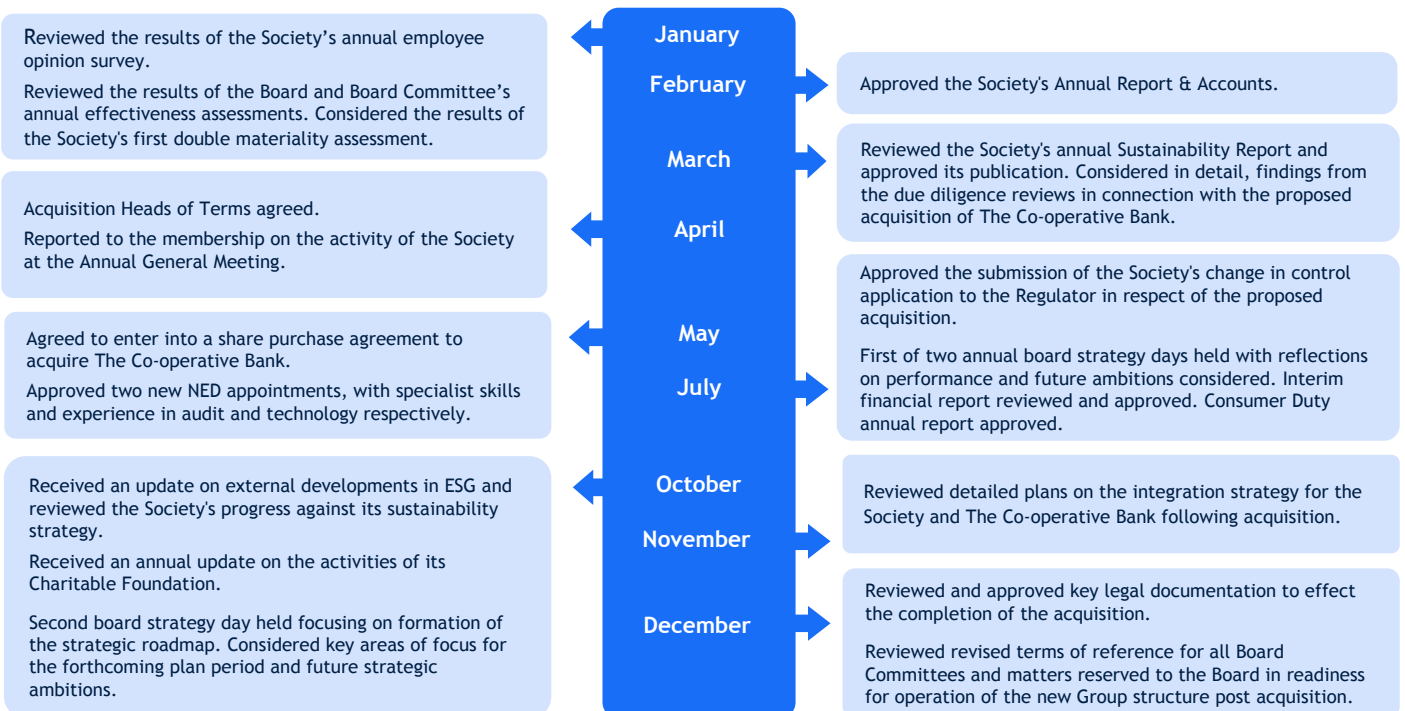 January
Reviewed the results of the Society’s annual employee
opinion survey.
Reviewed the results of the Board and Board Committee’s
annual effectiveness assessments. Considered the results of
the Society's first double materiality assessment.
February
Approved the Society's Annual Report & Accounts.
March
Reviewed the Society's annual Sustainability Report and
approved its publication. Considered in detail, findings from
the due diligence reviews in connection with the proposed
acquisition of The Co-operative Bank.
April
Acquisition Heads of Terms agreed.
Reported to the membership on the activity of the Society
at the Annual General Meeting.
May
Agreed to enter into a share purchase agreement to
acquire The Co-operative Bank.
Approved two new NED appointments, with specialist skills
and experience in audit and technology respectively.
July
Approved the submission of the Society's change in control
application to the Regulator in respect of the proposed
acquisition.
First of two annual board strategy days held with reflections
on performance and future ambitions considered. Interim
financial report reviewed and approved. Consumer Duty
annual report approved.
October
Received an update on external developments in ESG and
reviewed the Society's progress against its sustainability
strategy.
Received an annual update on the activities of its
Charitable Foundation.
Second board strategy day held focusing on formation of
the strategic roadmap. Considered key areas of focus for
the forthcoming plan period and future strategic
ambitions.
November
Reviewed detailed plans on the integration strategy for the
Society and The Co-operative Bank following acquisition.
December
Reviewed and approved key legal documentation to effect
the completion of the acquisition.
Reviewed revised terms of reference for all Board
Committees and matters reserved to the Board in readiness
for operation of the new Group structure post acquisition.